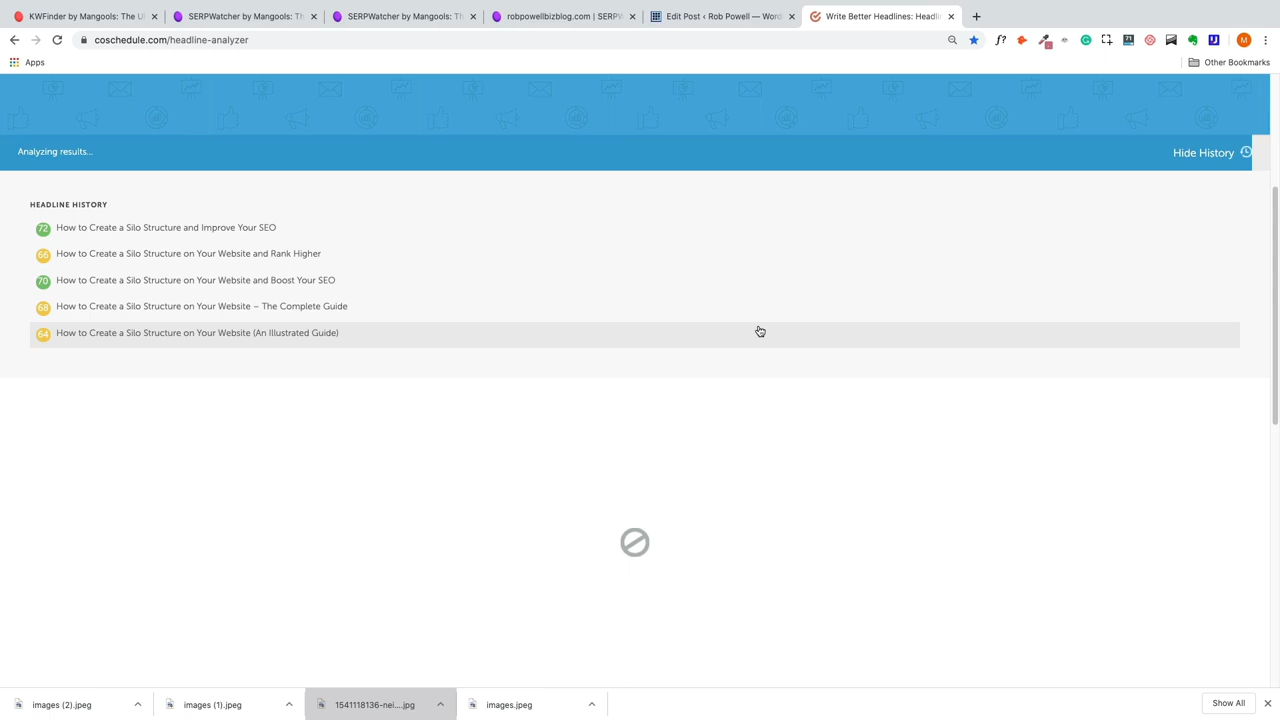 KWFinder by Mangools: The U
SERPWatcher by Mangools: Th
SERPWatcher by Mangools: Th
robpowellbizblog.com | SERPW
Edit Post ‹ Rob Powell — Word
Write Better Headlines: Headli
coschedule.com/headline-analyzer
M
Apps
Other Bookmarks
Analyzing results...
Hide History
HEADLINE HISTORY
72 How to Create a Silo Structure and Improve Your SEO
66 How to Create a Silo Structure on Your Website and Rank Higher
70 How to Create a Silo Structure on Your Website and Boost Your SEO
68 How to Create a Silo Structure on Your Website – The Complete Guide
64 How to Create a Silo Structure on Your Website (An Illustrated Guide)
images (2).jpeg
images (1).jpeg
1541118136-nei....jpg
images.jpeg
Show All